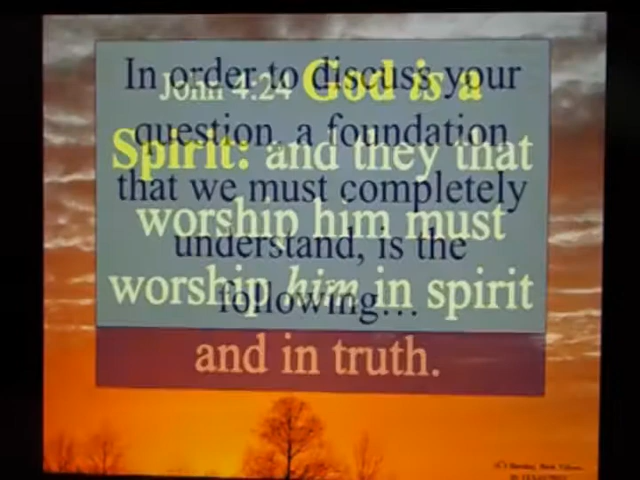 In order to discuss your
question, a foundation
that we must completely
understand, is the
following…
John 4:24 God is a
Spirit: and they that
worship him must
worship him in spirit
and in truth.